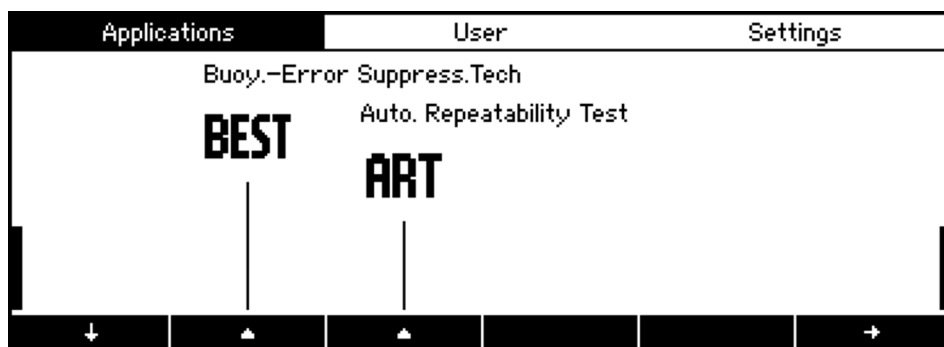 Applications User Settings
Buoy.-Error Suppress.Tech
Auto. Repeatability Test
BEST
ART